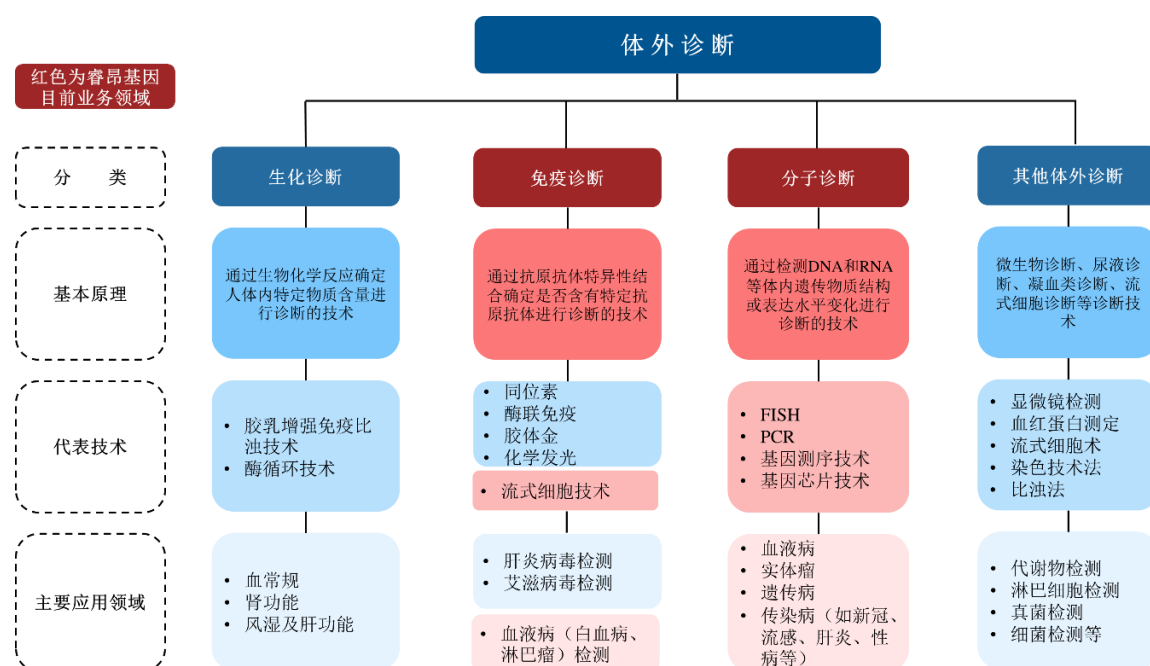 体外诊断
红色为睿昂基因
目前业务领域
分 类
生化诊断
免疫诊断
分子诊断
其他体外诊断
基本原理
通过生物化学反应确定
人体内特定物质含量进
行诊断的技术
通过抗原抗体特异性结
合确定是否含有特定抗
原抗体进行诊断的技术
通过检测DNA和RNA
等体内遗传物质结构
或表达水平变化进行
诊断的技术
微生物诊断、尿液诊
断、凝血类诊断、流
式细胞诊断等诊断技
术
代表技术
• 胶乳增强免疫比
浊技术
• 酶循环技术
• 同位素
• 酶联免疫
• 胶体金
• 化学发光
• 流式细胞技术
• FISH
• PCR
• 基因测序技术
• 基因芯片技术
• 显微镜检测
• 血红蛋白测定
• 流式细胞术
• 染色技术法
• 比浊法
主要应用领域
• 血常规
• 肾功能
• 风湿及肝功能
• 肝炎病毒检测
• 艾滋病毒检测
• 血液病（白血病、
淋巴瘤）检测
• 血液病
• 实体瘤
• 遗传病
• 传染病（如新冠、
流感、肝炎、性
病等）
• 代谢物检测
• 淋巴细胞检测
• 真菌检测
• 细菌检测等